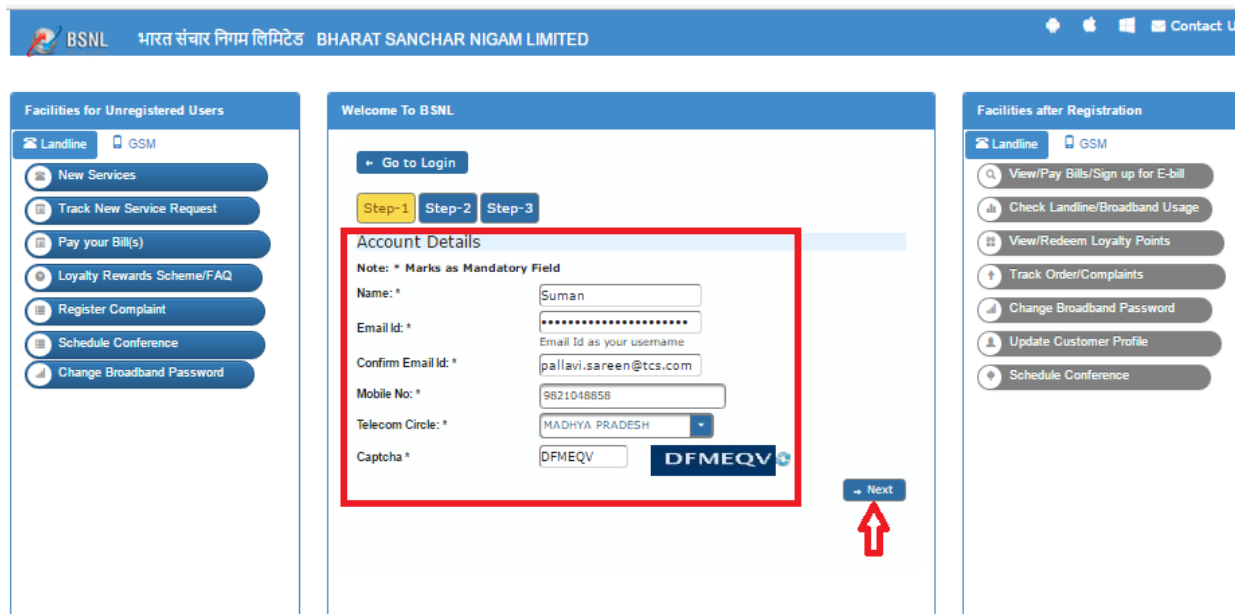 BSNL भारत संचार निगम लिमिटेड BHARAT SANCHAR NIGAM LIMITED
Contact U
Facilities for Unregistered Users
Landline GSM
New Services
Track New Service Request
Pay your Bill(s)
Loyalty Rewards Scheme/FAQ
Register Complaint
Schedule Conference
Change Broadband Password
Welcome To BSNL
Go to Login
Step-1 Step-2 Step-3
Account Details
Note: * Marks as Mandatory Field
Name: * Suman
Email Id: * ••••••••••••••••••••••
Email Id as your username
Confirm Email Id: * pallavi.sareen@tcs.com
Mobile No: * 9821048858
Telecom Circle: * MADHYA PRADESH
Captcha * DFMEQV DFMEQV
Next
Facilities after Registration
Landline GSM
View/Pay Bills/Sign up for E-bill
Check Landline/Broadband Usage
View/Redeem Loyalty Points
Track Order/Complaints
Change Broadband Password
Update Customer Profile
Schedule Conference